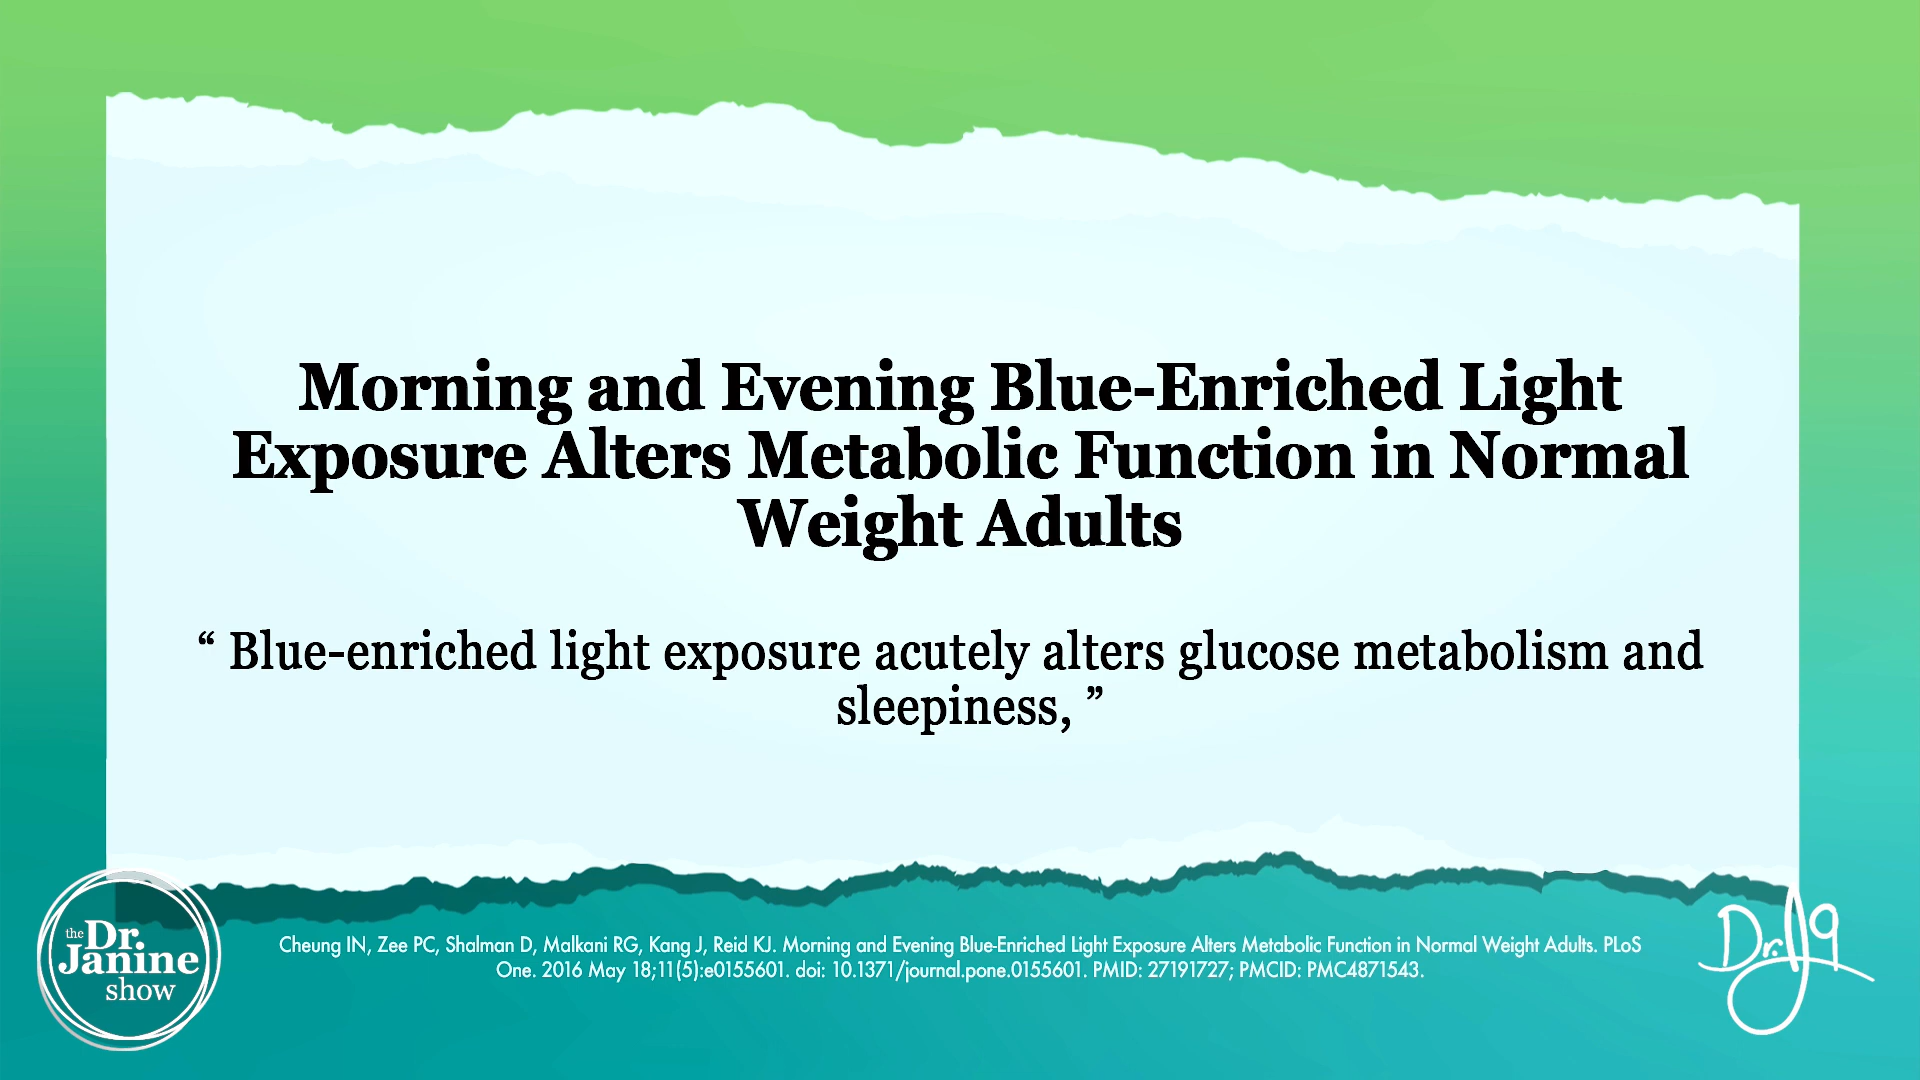 Morning and Evening Blue-Enriched Light
Exposure Alters Metabolic Function in Normal
Weight Adults
“ Blue-enriched light exposure acutely alters glucose metabolism and
sleepiness, ”
the Dr.
Janine
show
Cheung IN, Zee PC, Shalman D, Malkani RG, Kang J, Reid KJ. Morning and Evening Blue-Enriched Light Exposure Alters Metabolic Function in Normal Weight Adults. PLoS
One. 2016 May 18;11(5):e0155601. doi: 10.1371/journal.pone.0155601. PMID: 27191727; PMCID: PMC4871543.
Dr.J9